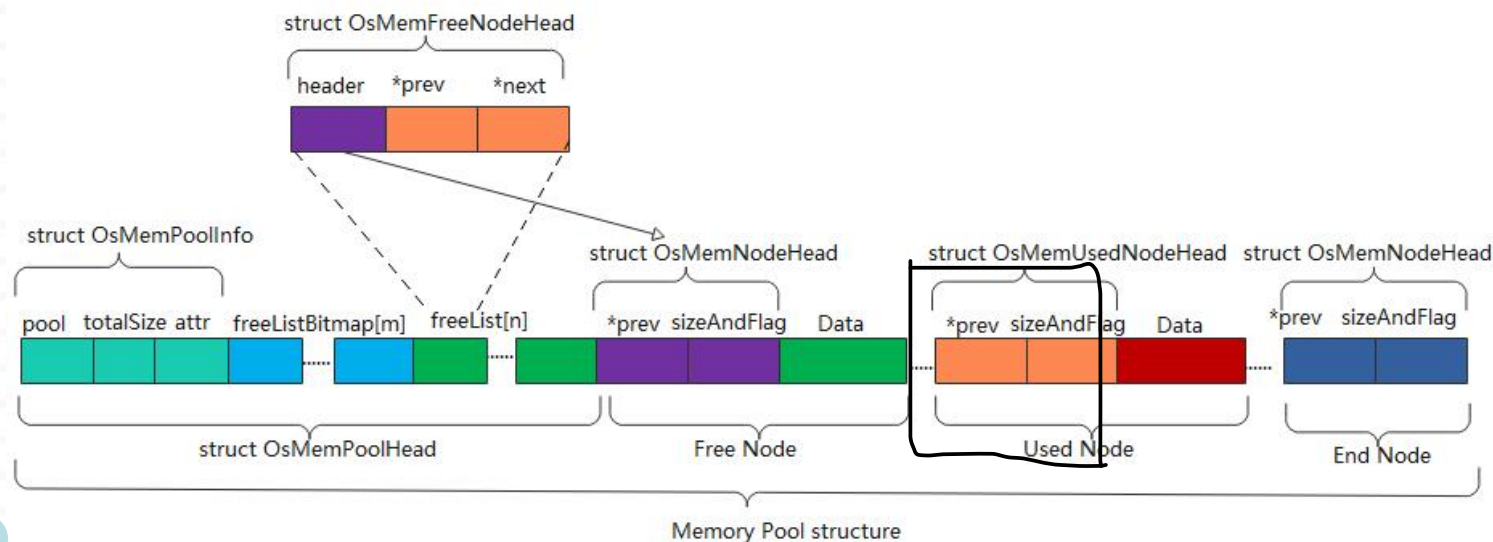 struct OsMemFreeNodeHead
header *prev *next
struct OsMemPoolInfo
struct OsMemNodeHead
struct OsMemUsedNodeHead
struct OsMemNodeHead
pool totalSize attr freeListBitmap[m] freeList[n]
*prev sizeAndFlag Data
*prev sizeAndFlag Data
*prev sizeAndFlag
struct OsMemPoolHead
Free Node
Used Node
End Node
Memory Pool structure